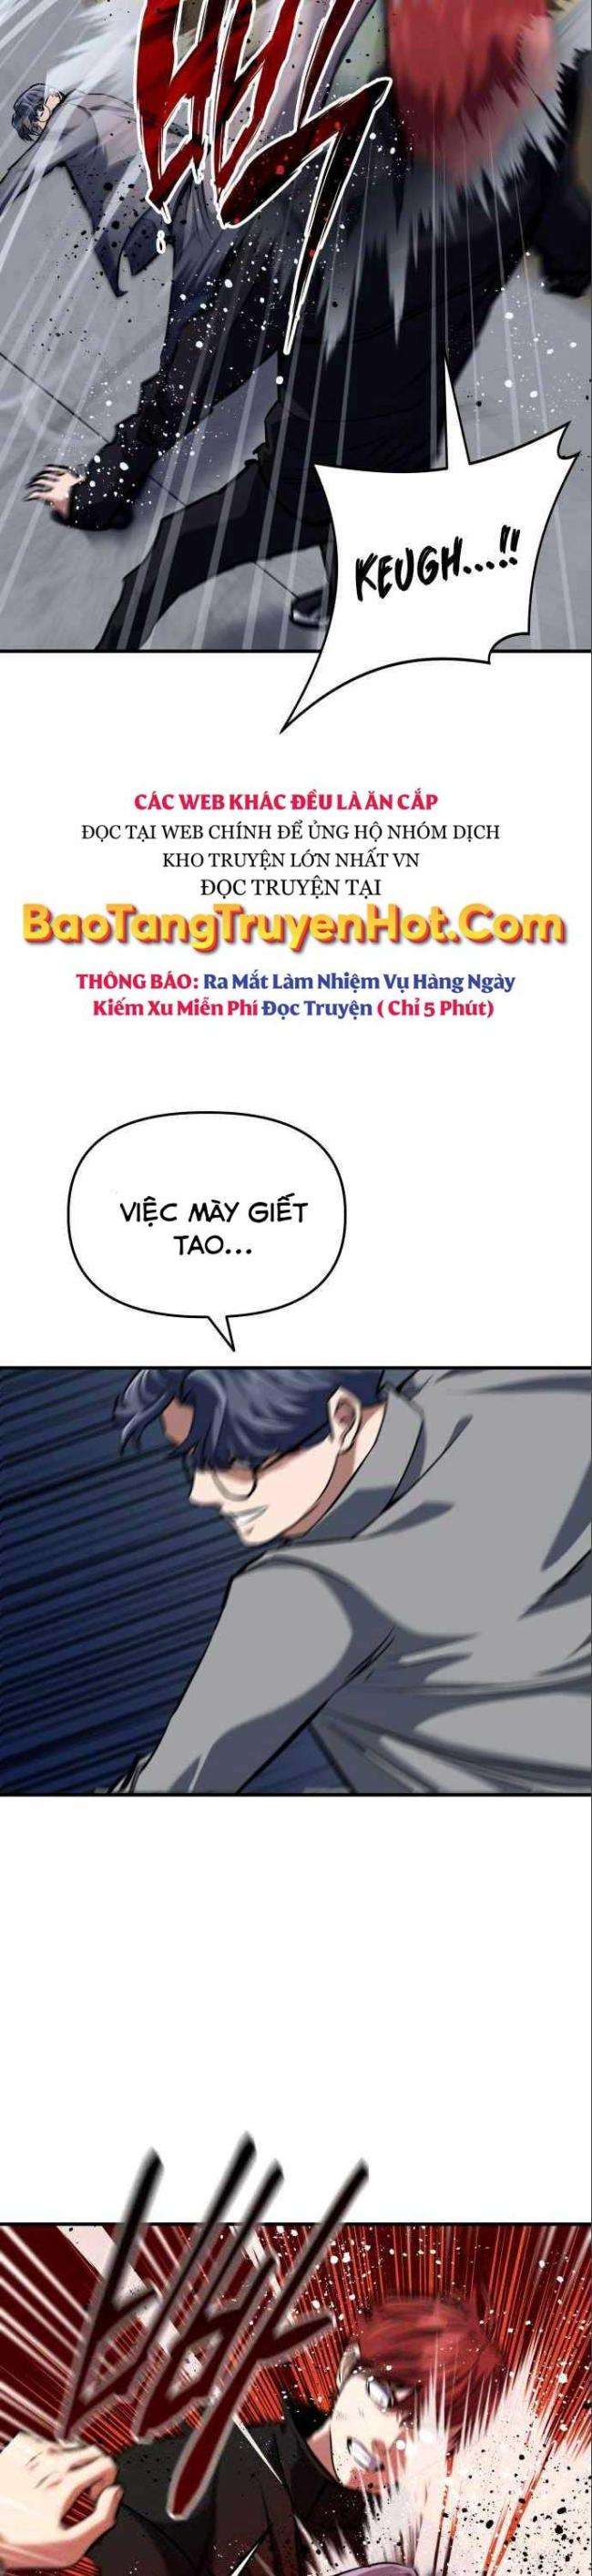 KEUGH...!!
CÁC WEB KHÁC ĐỀU LÀ ĂN CẮP
ĐỌC TẠI WEB CHÍNH ĐỂ ỦNG HỘ NHÓM DỊCH
KHO TRUYỆN LỚN NHẤT VN
ĐỌC TRUYỆN TẠI
BaoTangTruyenHot.Com
THÔNG BÁO: Ra Mắt Làm Nhiệm Vụ Hàng Ngày
Kiếm Xu Miễn Phí Đọc Truyện ( Chỉ 5 Phút)
VIỆC MÀY GIẾT
TAO...